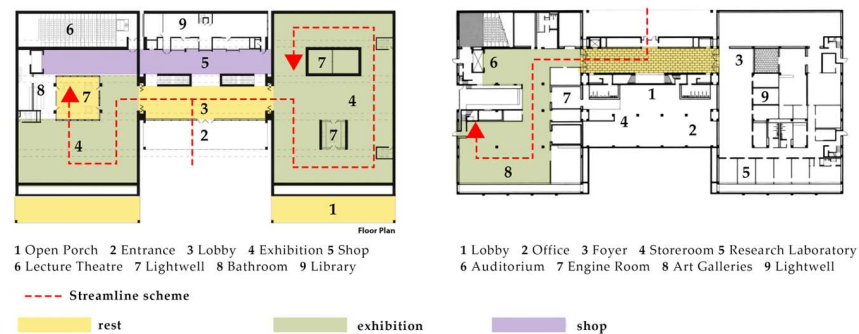 6
9
5
7
8
7
4
3
4
2
7
1
Floor Plan
1 Open Porch 2 Entrance 3 Lobby 4 Exhibition 5 Shop
6 Lecture Theatre 7 Lightwell 8 Bathroom 9 Library
6
3
7
1
9
4
2
8
5
1 Lobby 2 Office 3 Foyer 4 Storeroom 5 Research Laboratory
6 Auditorium 7 Engine Room 8 Art Galleries 9 Lightwell
Streamline scheme
rest
exhibition
shop